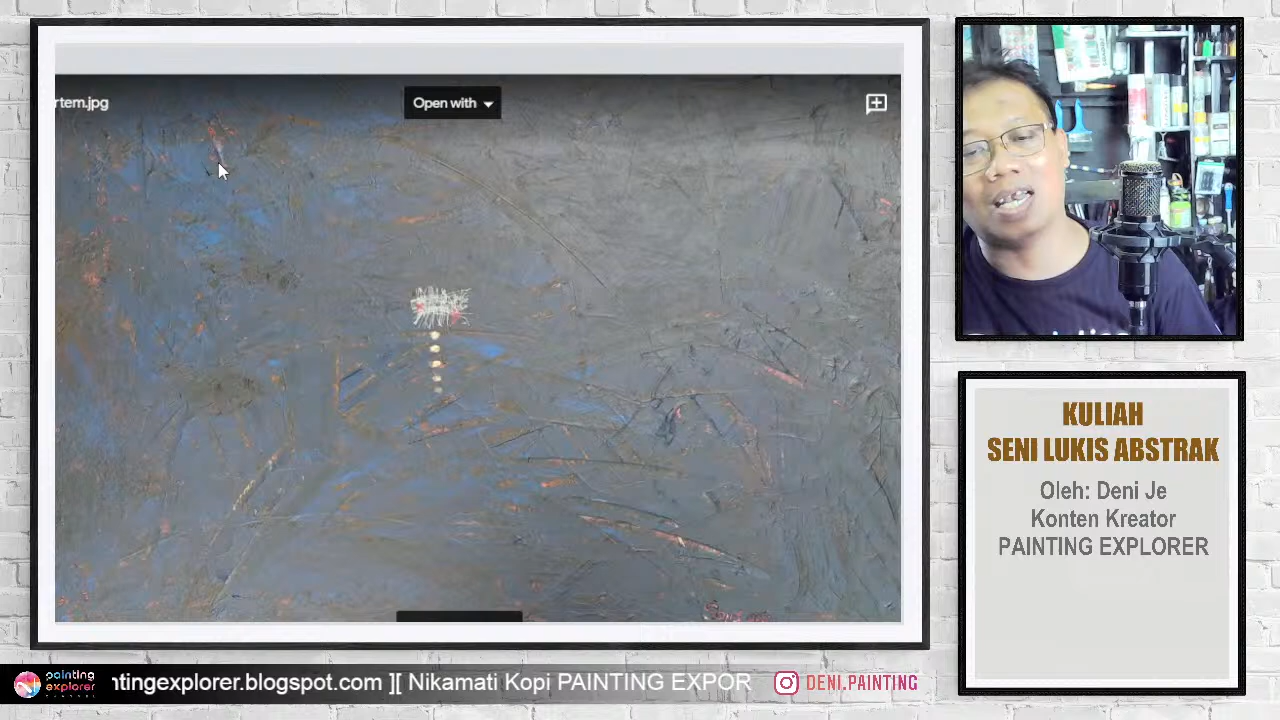 rtem.jpg
Open with
KULIAH
SENI LUKIS ABSTRAK
Oleh: Deni Je
Konten Kreator
PAINTING EXPLORER
painting
explorer
ntingexplorer.blogspot.com ][ Nikamati Kopi PAINTING EXPOR
DENI.PAINTING